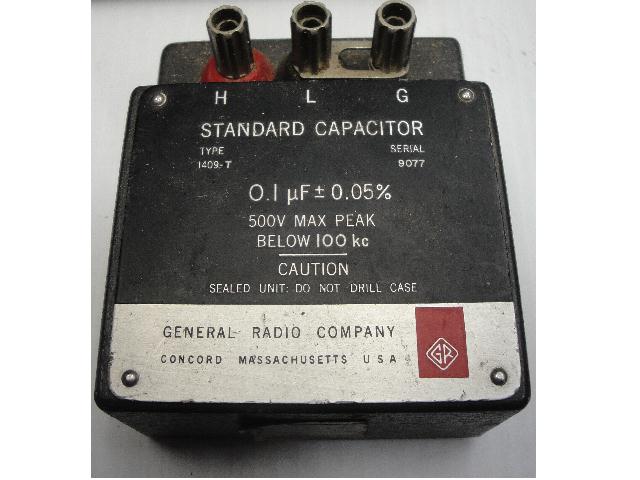 H L G
STANDARD CAPACITOR
TYPE SERIAL
1409-T 9077
0.1 µF ± 0.05%
500V MAX PEAK
BELOW 100 kc
CAUTION
SEALED UNIT: DO NOT DRILL CASE
GENERAL RADIO COMPANY
CONCORD MASSACHUSETTS USA
GR